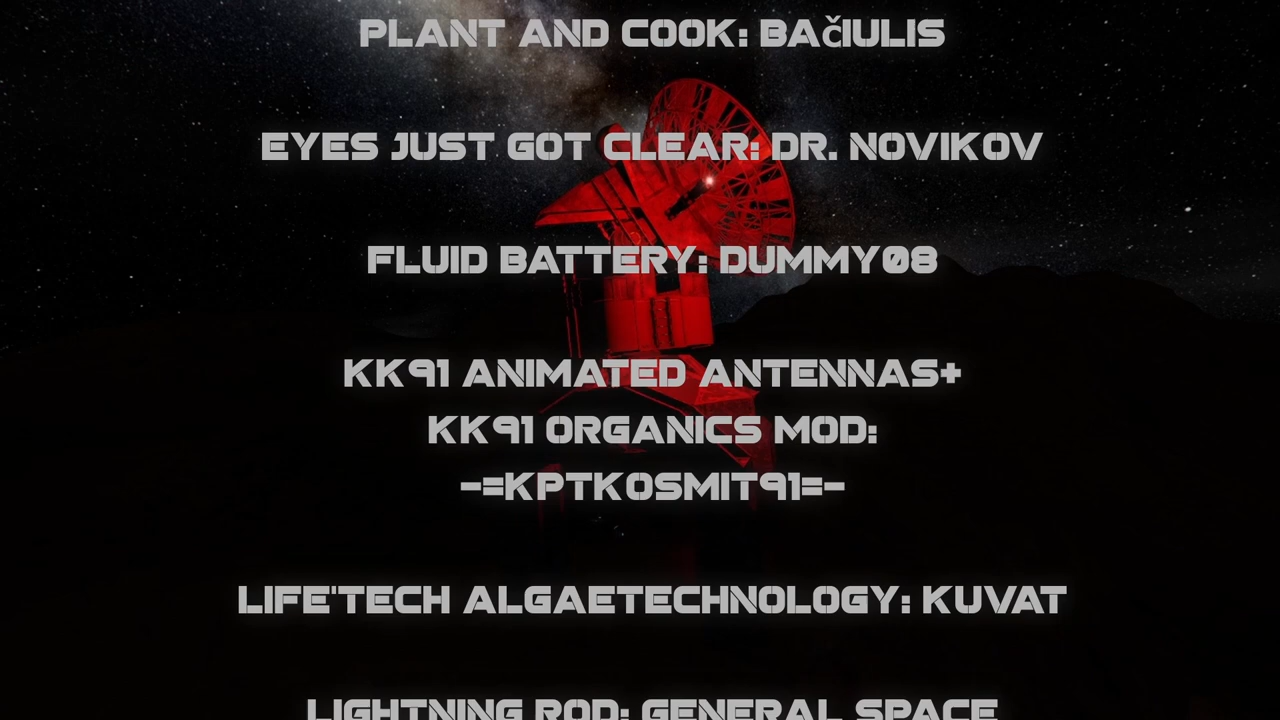 PLANT AND COOK: BAčIULIS
EYES JUST GOT CLEAR: DR. NOVIKOV
FLUID BATTERY: DUMMY08
KK91 ANIMATED ANTENNAS+
KK91 ORGANICS MOD:
-=KPTKOSMIT91=-
LIFE'TECH ALGAETECHNOLOGY: KUVAT
LIGHTNING ROD: GENERAL SPACE